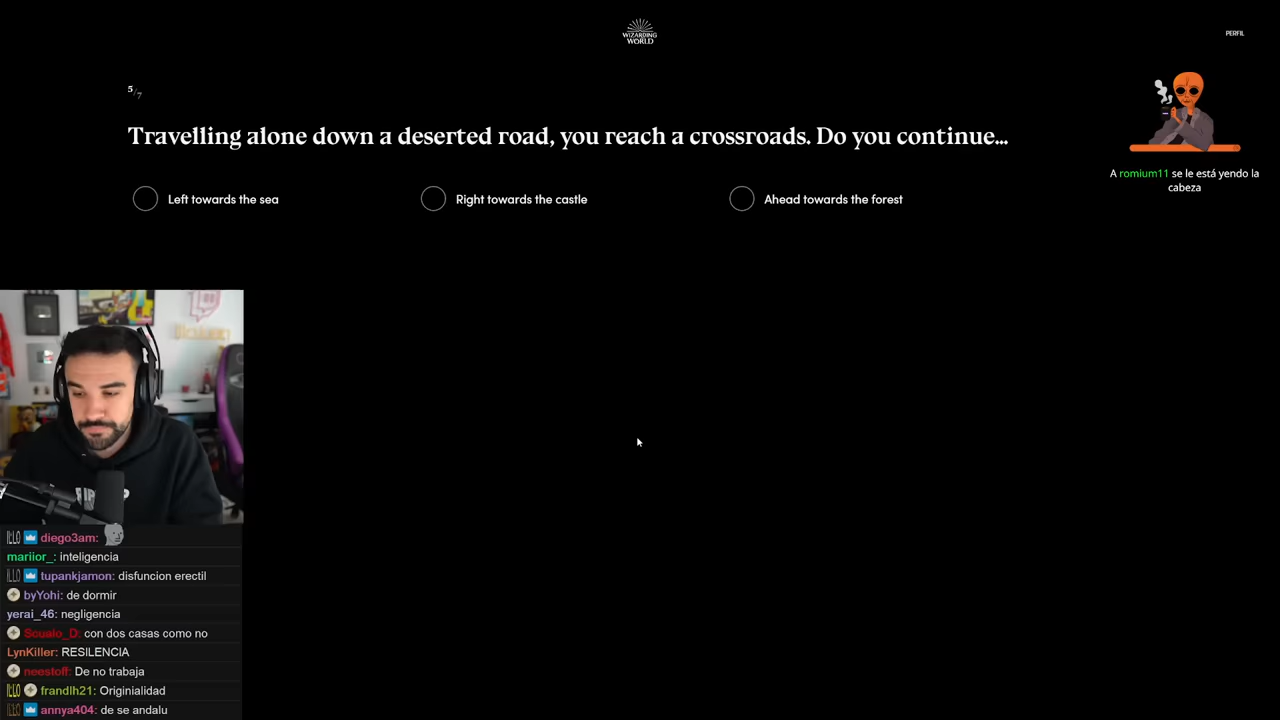 WIZARDING
WORLD
PERFIL
5/7
Travelling alone down a deserted road, you reach a crossroads. Do you continue...
Left towards the sea
Right towards the castle
Ahead towards the forest
A romium11 se le está yendo la
cabeza
diego3am:
mariior_: inteligencia
tupankjamon: disfuncion erectil
byYohi: de dormir
yerai_46: negligencia
Scualo_D: con dos casas como no
LynKiller: RESILENCIA
neestoff: De no trabaja
frandlh21: Originialidad
annya404: de se andalu